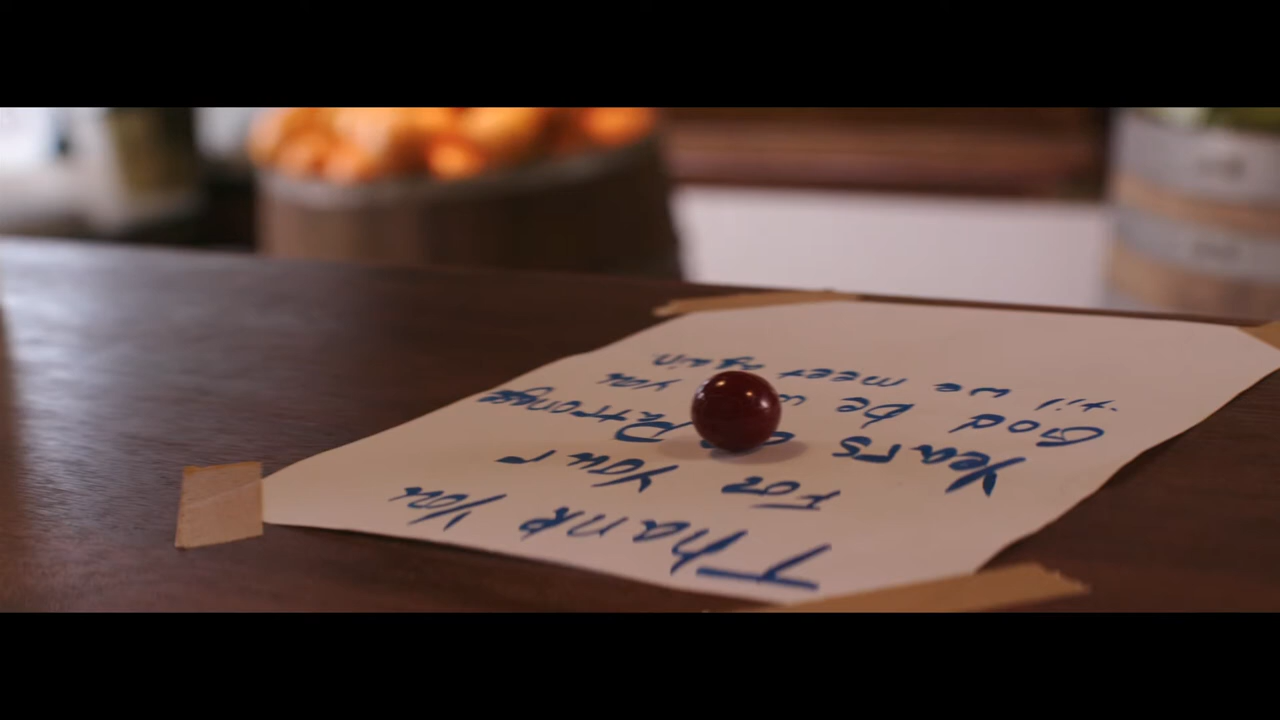 Thank You
For Your
Years Patronage
God be you
'til we meet again.